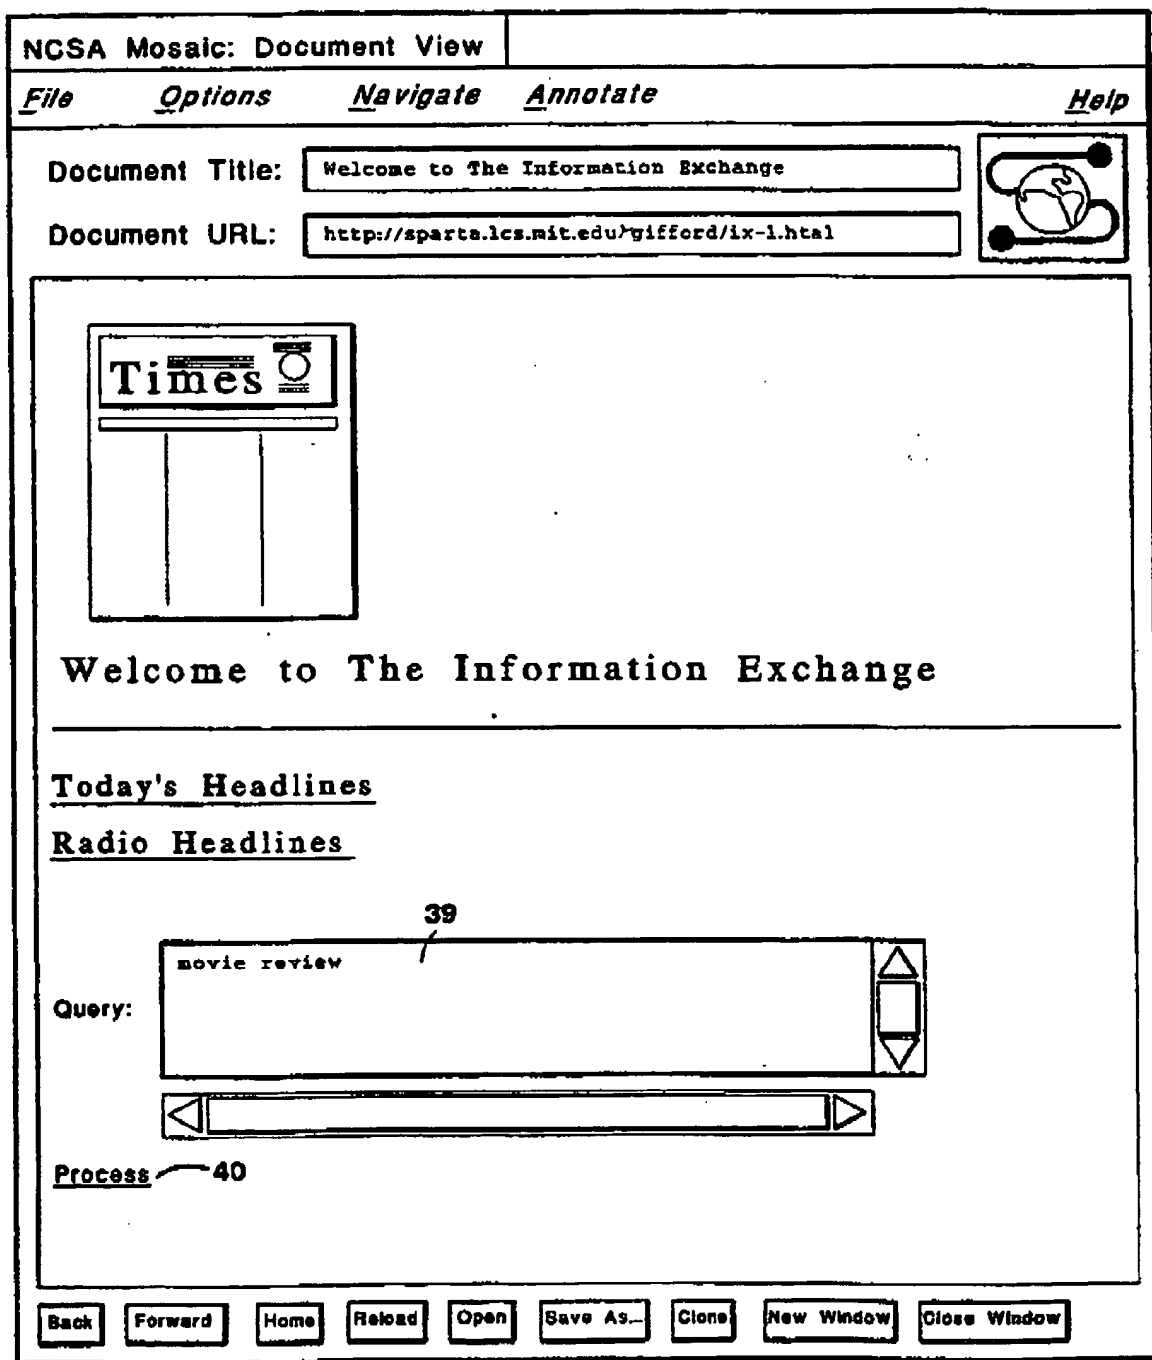 NCSA Mosaic: Document View
File Options Navigate Annotate Help
Document Title: Welcome to The Information Exchange
Document URL: http://sparta.lcs.mit.edu/~gifford/ix-1.html
Times
Welcome to The Information Exchange
Today's Headlines
Radio Headlines
39
movie review
Query:
Process 40
Back Forward Home Reload Open Save As... Clone New Window Close Window